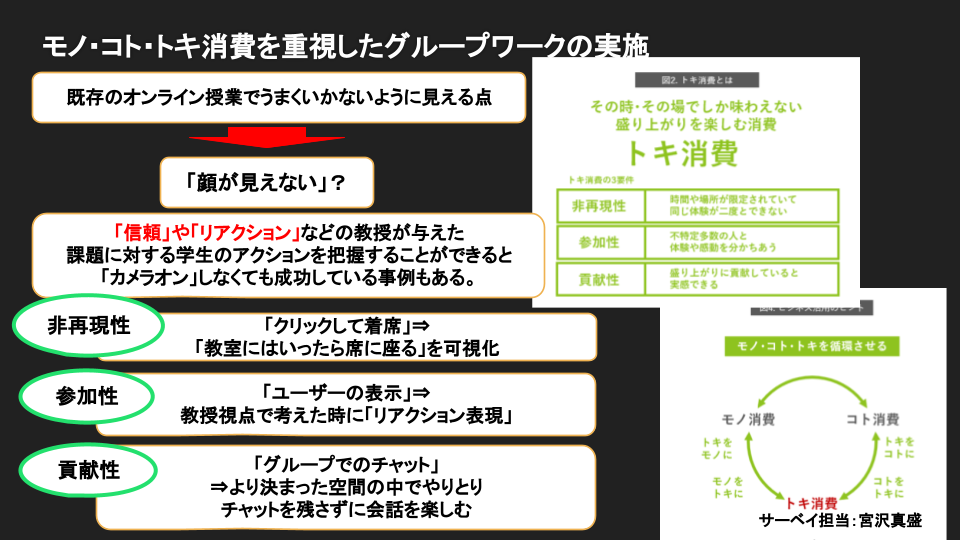 モノ・コト・トキ消費を重視したグループワークの実施
既存のオンライン授業でうまくいかないように見える点
「顔が見えない」?
「信頼」や「リアクション」などの教授が与えた
課題に対する学生のアクションを把握することができると
「カメラオン」しなくても成功している事例もある。
非再現性
「クリックして着席」⇒
「教室にはいったら席に座る」を可視化
参加性
「ユーザーの表示」⇒
教授視点で考えた時に「リアクション表現」
貢献性
「グループでのチャット」
⇒より決まった空間の中でやりとり
チャットを残さずに会話を楽しむ
図2. トキ消費とは
その時・その場でしか味わえない
盛り上がりを楽しむ消費
トキ消費
トキ消費の3要件
非再現性
時間や場所が限定されていて
同じ体験が二度とできない
参加性
不特定多数の人と
体験や感動を分かちあう
貢献性
盛り上がりに貢献していると
実感できる
モノ・コト・トキを循環させる
モノ消費
コト消費
トキを
モノに
トキを
コトに
モノを
トキに
コトを
トキに
トキ消費
サーベイ担当：宮沢真盛